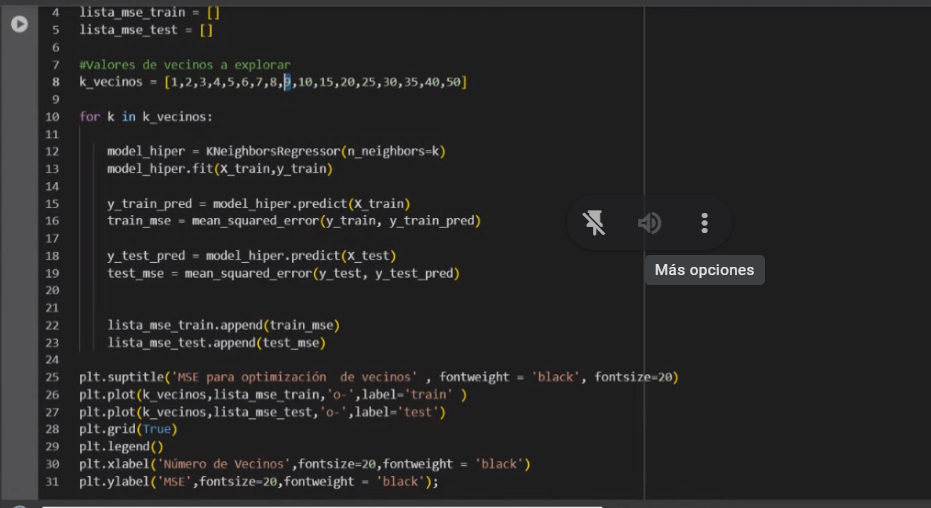 4 lista_mse_train = []
5 lista_mse_test = []
6
7 #Valores de vecinos a explorar
8 k_vecinos = [1,2,3,4,5,6,7,8,9,10,15,20,25,30,35,40,50]
9
10 for k in k_vecinos:
11
12 model_hiper = KNeighborsRegressor(n_neighbors=k)
13 model_hiper.fit(X_train,y_train)
14
15 y_train_pred = model_hiper.predict(X_train)
16 train_mse = mean_squared_error(y_train, y_train_pred)
17
18 y_test_pred = model_hiper.predict(X_test)
19 test_mse = mean_squared_error(y_test, y_test_pred)
Más opciones
20
21
22 lista_mse_train.append(train_mse)
23 lista_mse_test.append(test_mse)
24
25 plt.suptitle('MSE para optimización  de vecinos' , fontweight = 'black', fontsize=20)
26 plt.plot(k_vecinos,lista_mse_train,'o-',label='train' )
27 plt.plot(k_vecinos,lista_mse_test,'o-',label='test')
28 plt.grid(True)
29 plt.legend()
30 plt.xlabel('Número de Vecinos',fontsize=20,fontweight = 'black')
31 plt.ylabel('MSE',fontsize=20,fontweight = 'black');